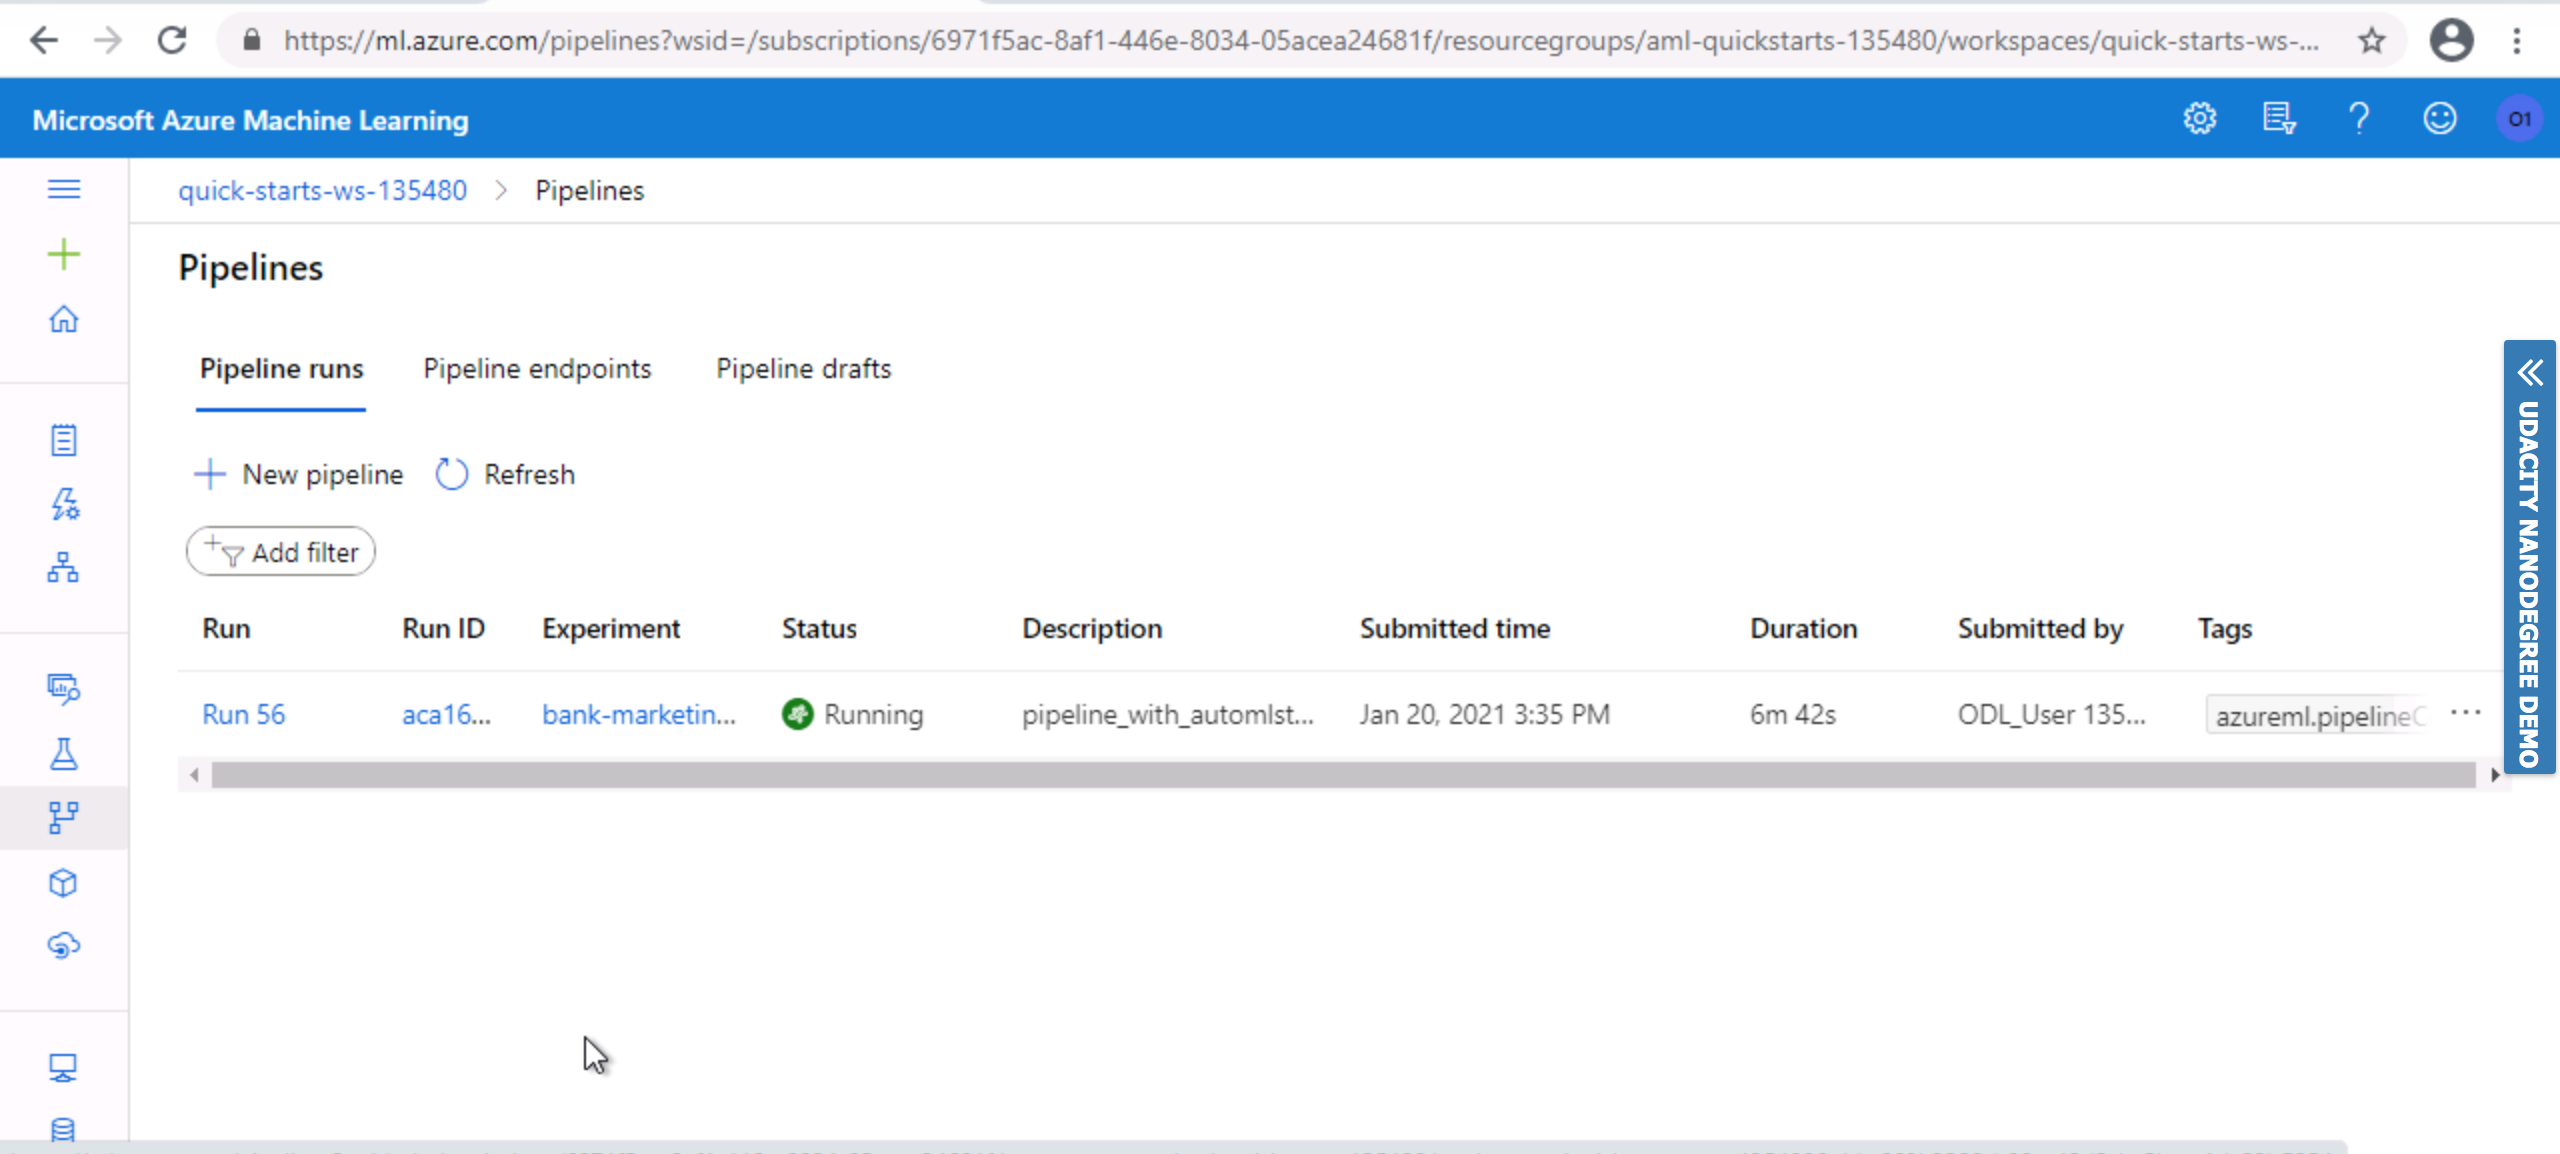 https://ml.azure.com/pipelines?wsid=/subscriptions/6971f5ac-8af1-446e-8034-05acea24681f/resourcegroups/aml-quickstarts-135480/workspaces/quick-starts-ws-...
Microsoft Azure Machine Learning
O1
quick-starts-ws-135480 > Pipelines
Pipelines
Pipeline runs Pipeline endpoints Pipeline drafts
New pipeline Refresh
Add filter
Run Run ID Experiment Status Description Submitted time Duration Submitted by Tags
Run 56 aca16... bank-marketin... Running pipeline_with_automlst... Jan 20, 2021 3:35 PM 6m 42s ODL_User 135... azureml.pipelineC ...
UDACITY NANODEGREE DEMO